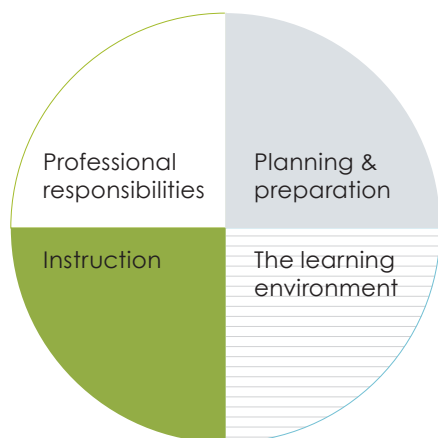 Professional
responsibilities
Planning &
preparation
Instruction
The learning
environment